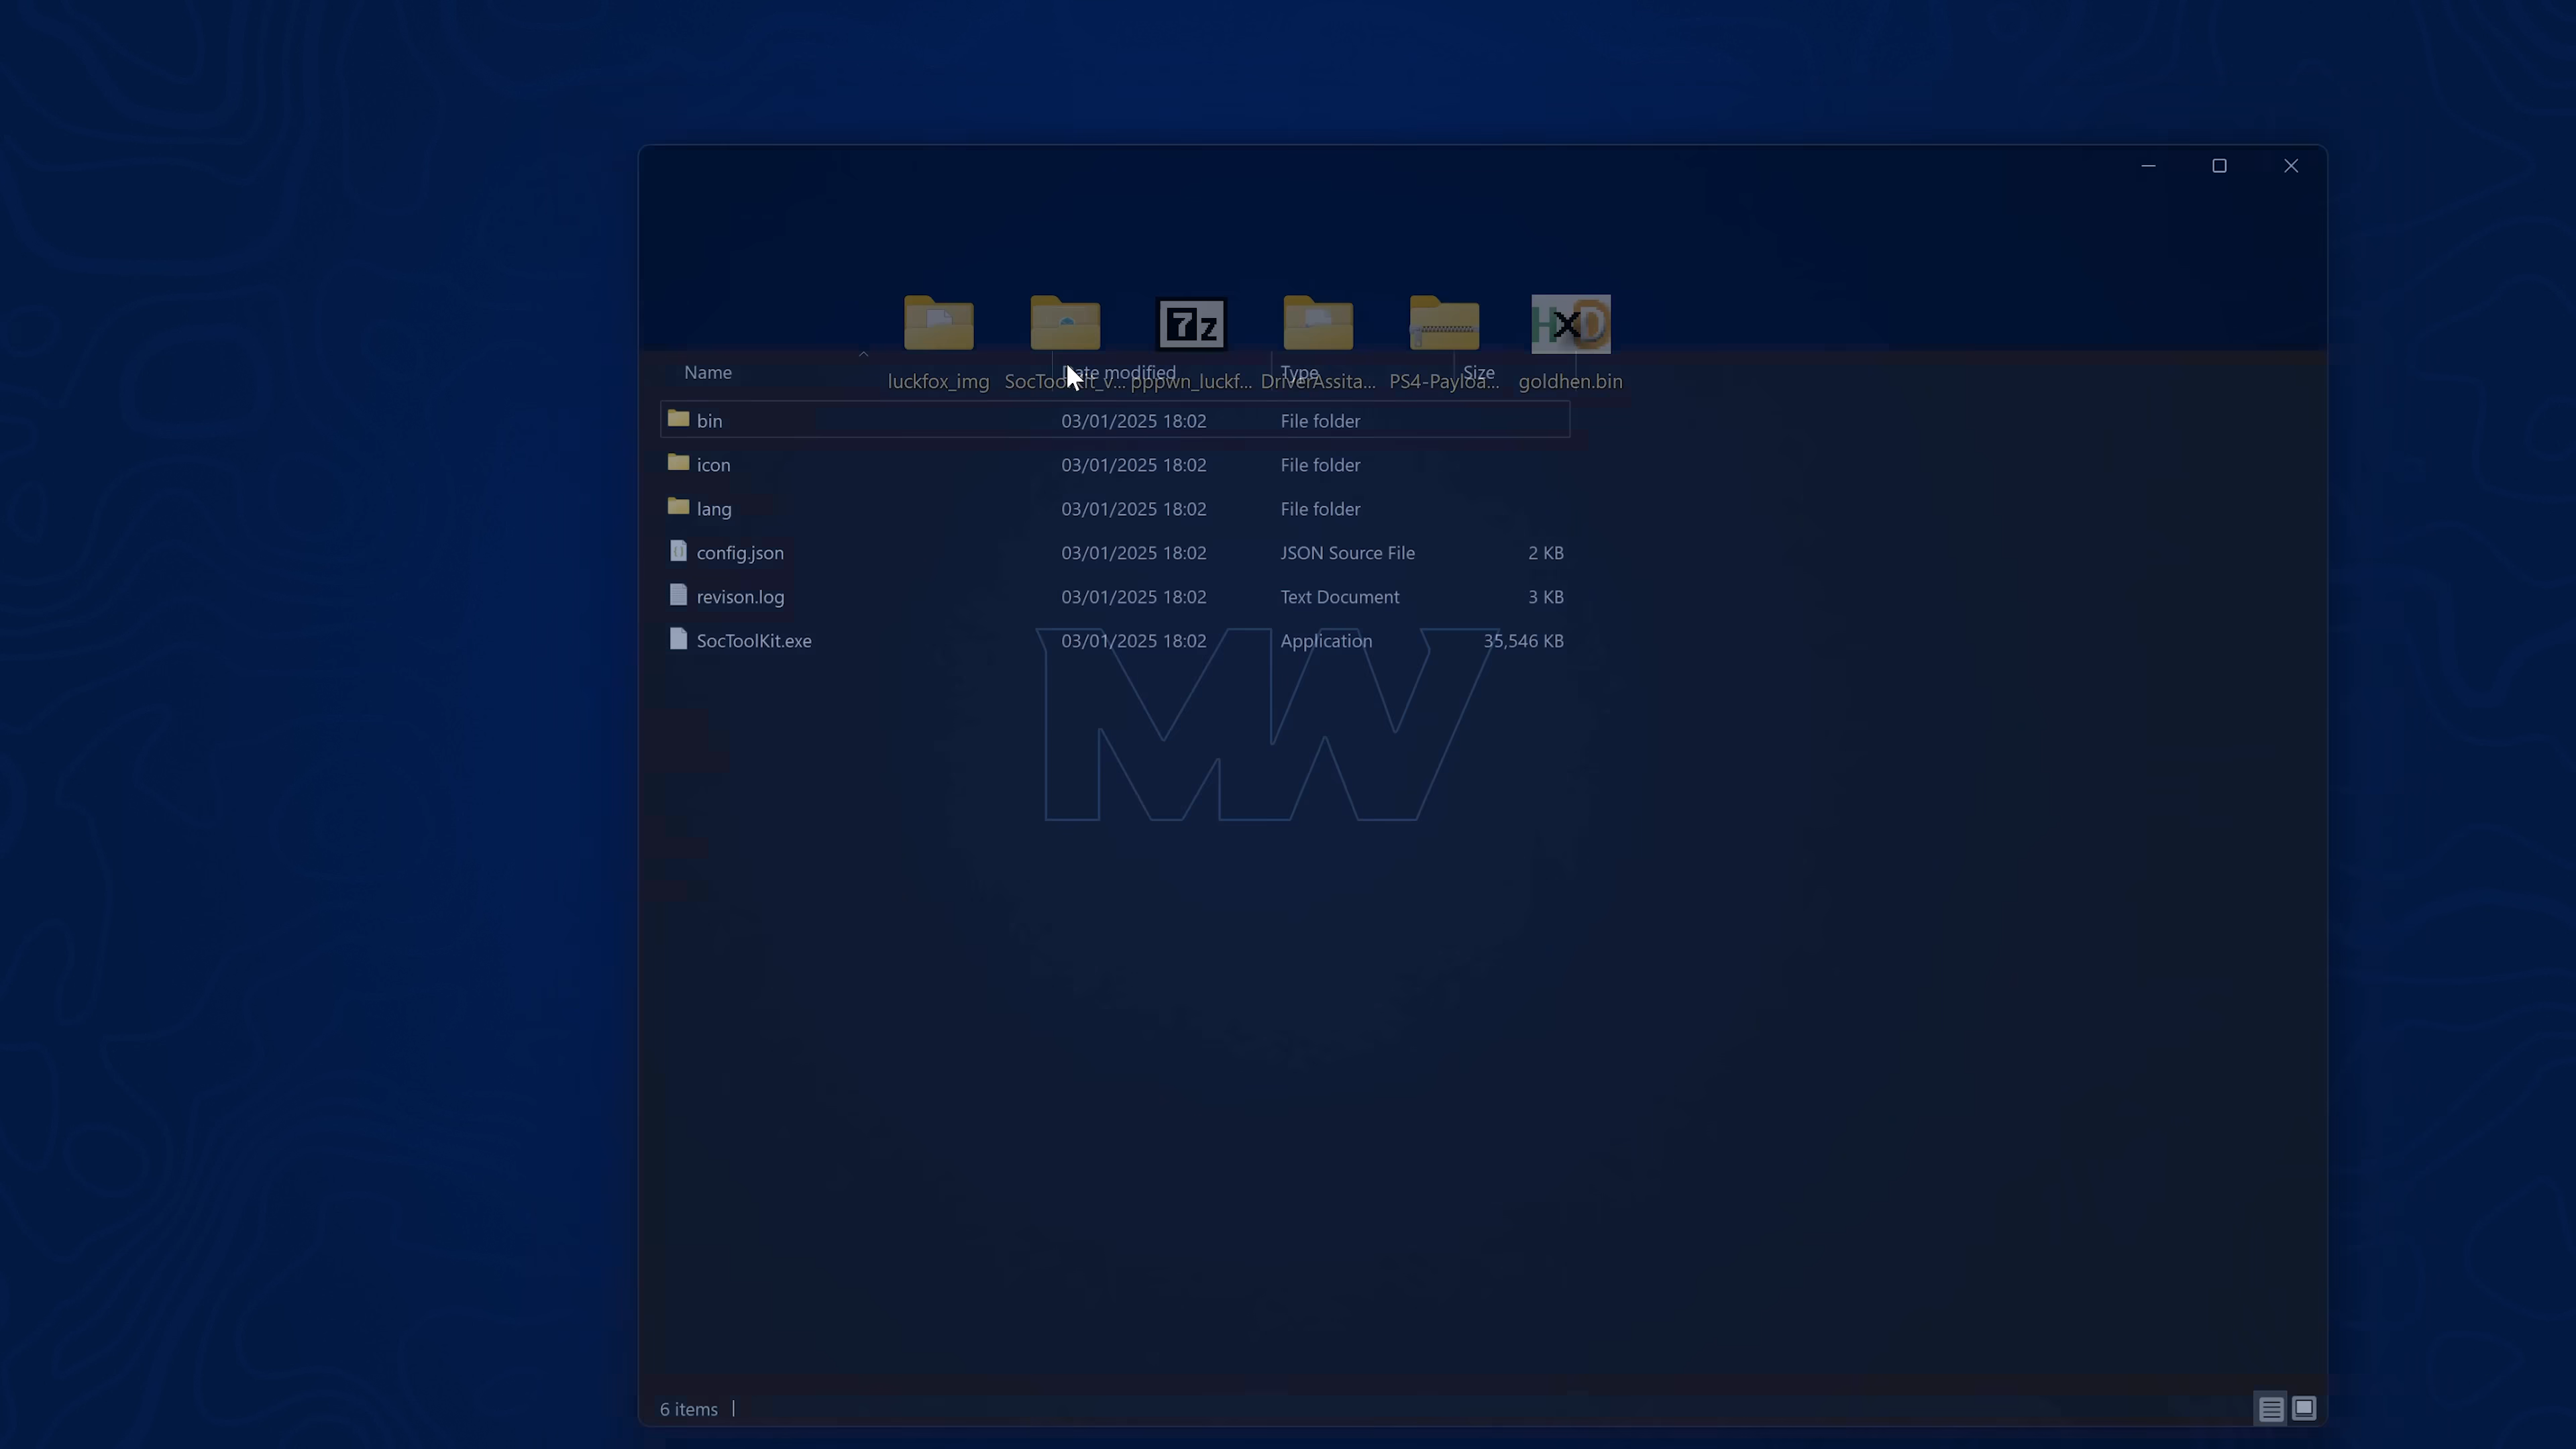 7z
HxD
Name Date modified Type Size
luckfox_img SocToolKit_v... pppwn_luckf... DriverAssita... PS4-Payloa... goldhen.bin
bin 03/01/2025 18:02 File folder
icon 03/01/2025 18:02 File folder
lang 03/01/2025 18:02 File folder
config.json 03/01/2025 18:02 JSON Source File 2 KB
revison.log 03/01/2025 18:02 Text Document 3 KB
SocToolKit.exe 03/01/2025 18:02 Application 35,546 KB
MW
6 items